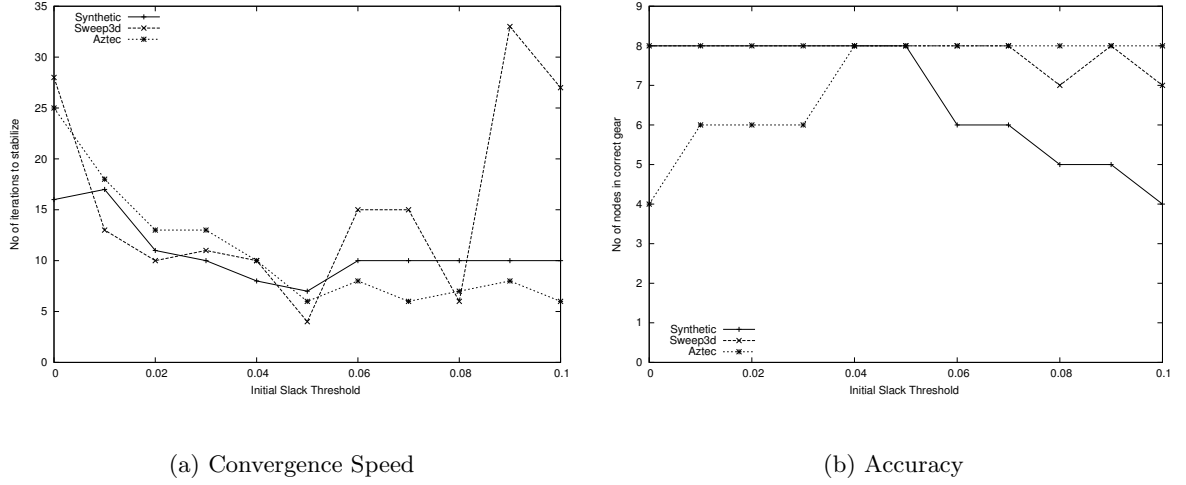 35
30
25
20
15
10
5
0
No of iterations to stabilize
Synthetic
Sweep3d
Aztec
0 0.02 0.04 0.06 0.08 0.1
Initial Slack Threshold
(a) Convergence Speed
9
8
7
6
5
4
3
2
1
0
No of nodes in correct gear
Synthetic
Sweep3d
Aztec
0 0.02 0.04 0.06 0.08 0.1
Initial Slack Threshold
(b) Accuracy